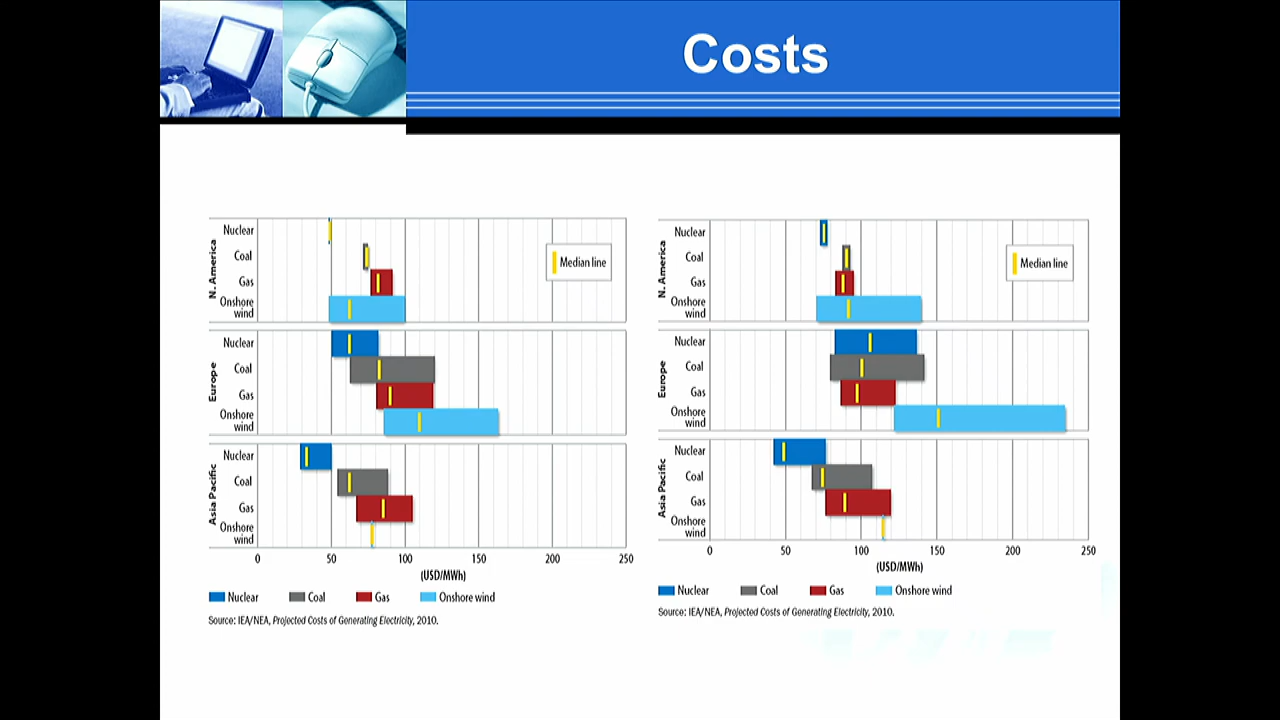 Costs
N. America
Nuclear
Coal
Gas
Onshore
wind
Median line
Europe
Nuclear
Coal
Gas
Onshore
wind
Asia Pacific
Nuclear
Coal
Gas
Onshore
wind
0 50 100 150 200 250
(USD/MWh)
Nuclear Coal Gas Onshore wind
Source: IEA/NEA, Projected Costs of Generating Electricity, 2010.
N. America
Nuclear
Coal
Gas
Onshore
wind
Median line
Europe
Nuclear
Coal
Gas
Onshore
wind
Asia Pacific
Nuclear
Coal
Gas
Onshore
wind
0 50 100 150 200 250
(USD/MWh)
Nuclear Coal Gas Onshore wind
Source: IEA/NEA, Projected Costs of Generating Electricity, 2010.